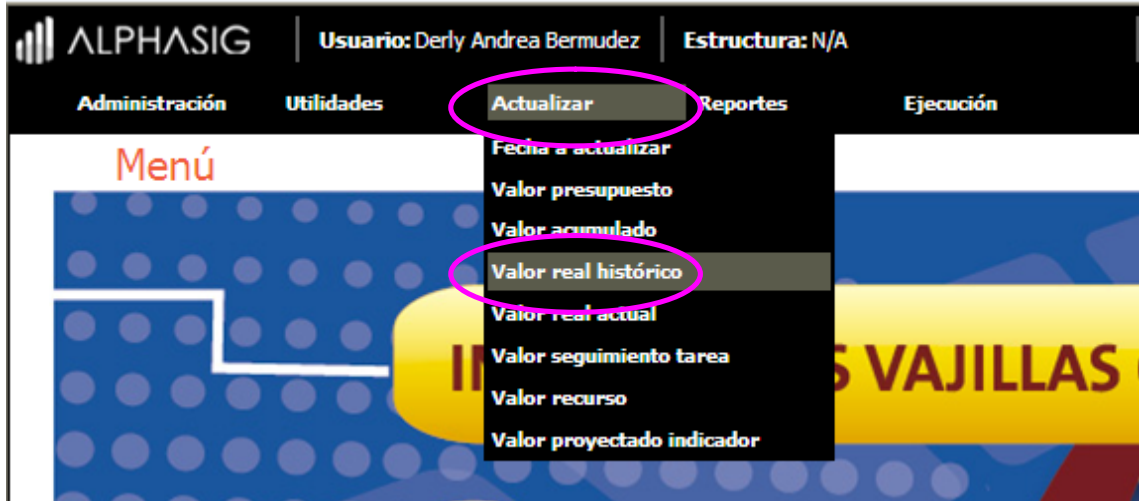 ALPHASIG Usuario: Derly Andrea Bermudez Estructura: N/A
Administración Utilidades Actualizar Reportes Ejecución
Menú
Fecha a actualizar
Valor presupuesto
Valor acumulado
Valor real histórico
Valor real actual
Valor seguimiento tarea
Valor recurso
Valor proyectado indicador
VAJILLAS